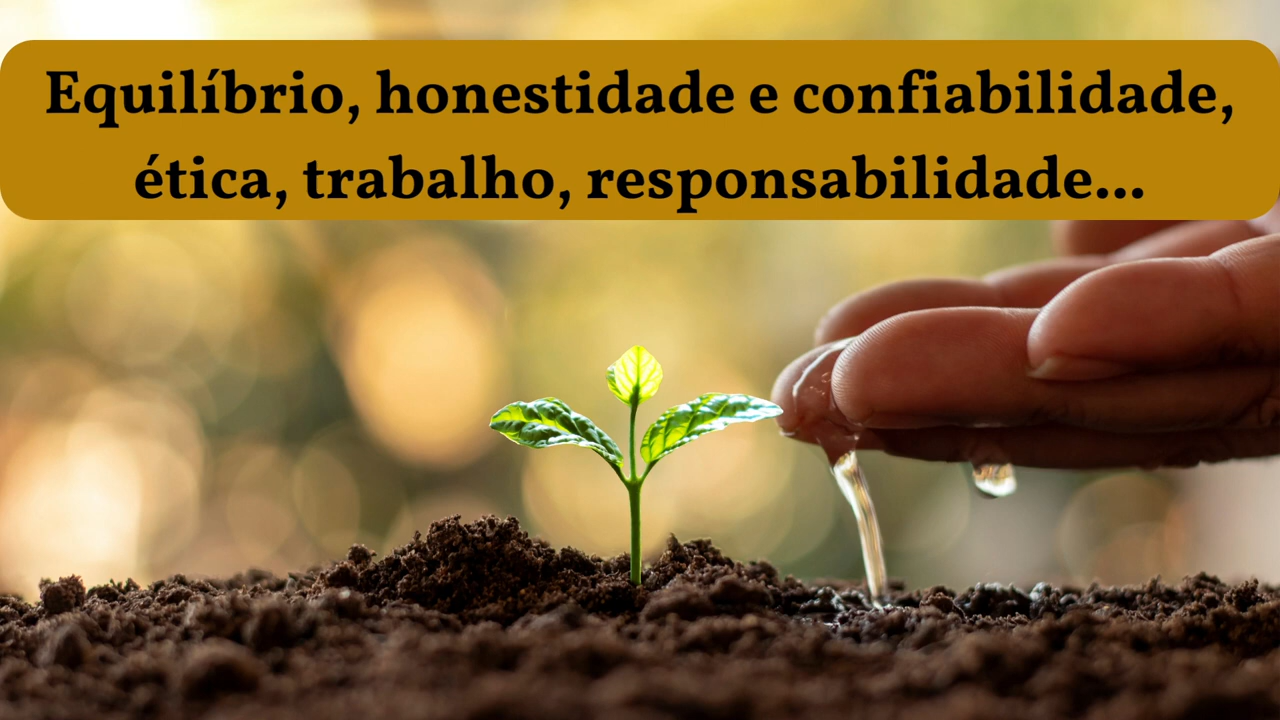 Equilíbrio, honestidade e confiabilidade,
ética, trabalho, responsabilidade...